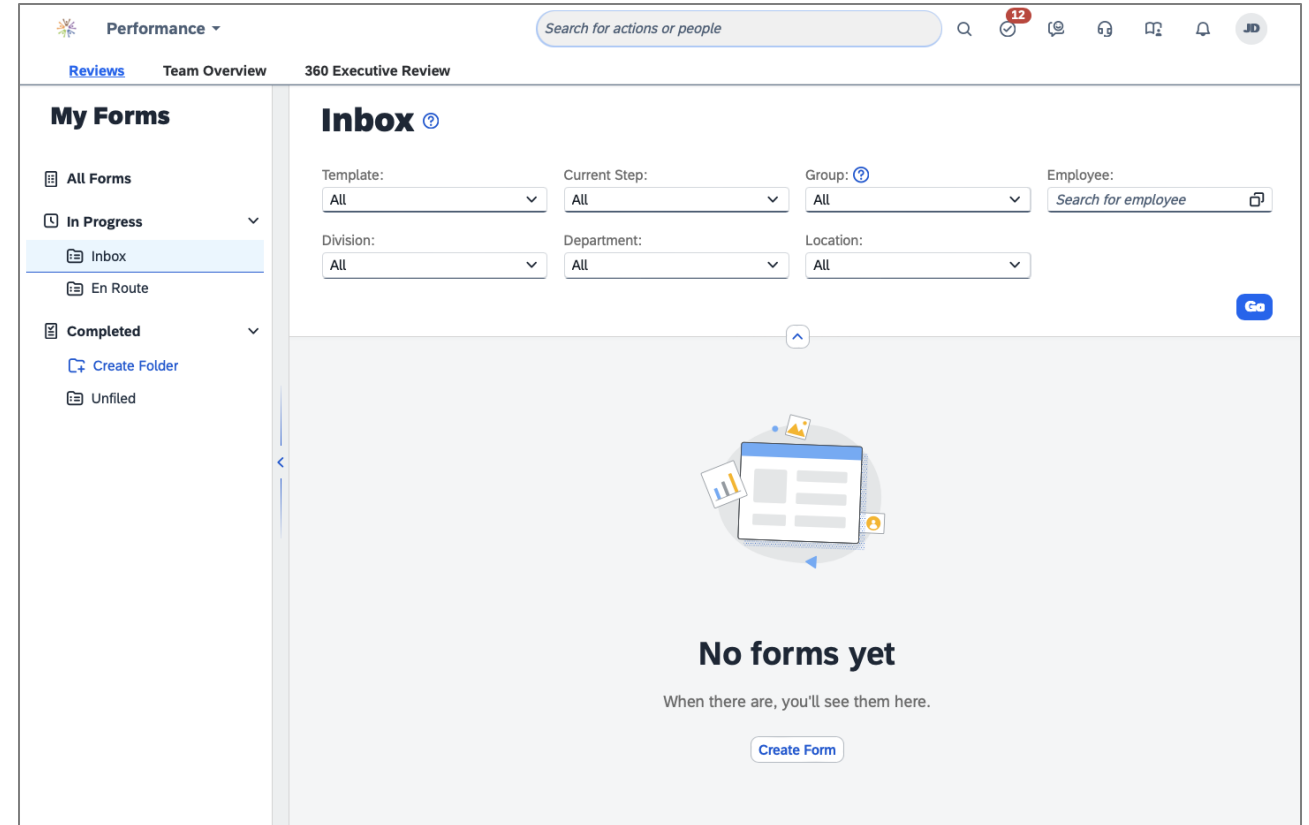 Performance
Search for actions or people
12
JD
Reviews
Team Overview
360 Executive Review
My Forms
All Forms
In Progress
Inbox
En Route
Completed
Create Folder
Unfiled
Inbox
Template:
All
Current Step:
All
Group:
All
Employee:
Search for employee
Division:
All
Department:
All
Location:
All
Go
No forms yet
When there are, you'll see them here.
Create Form